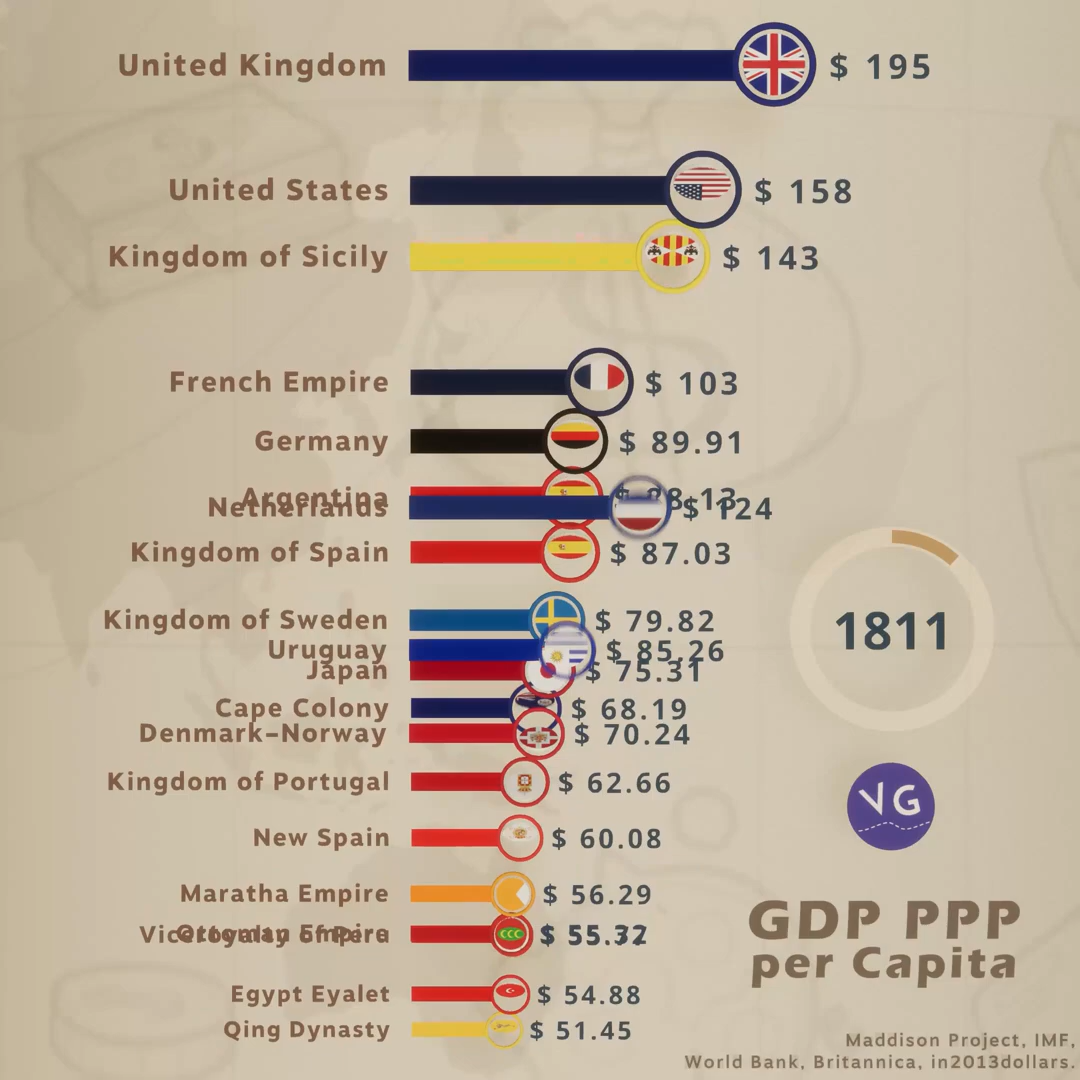 United Kingdom $ 195
United States $ 158
Kingdom of Sicily $ 143
French Empire $ 103
Germany $ 89.91
Argentina
Netherlands $ 124
Kingdom of Spain $ 87.03
Kingdom of Sweden $ 79.82
Uruguay $ 85.26
Japan $ 75.31
Cape Colony $ 68.19
Denmark-Norway $ 70.24
Kingdom of Portugal $ 62.66
New Spain $ 60.08
Maratha Empire $ 56.29
Egypt Eyalet $ 54.88
Qing Dynasty $ 51.45
1811
VG
GDP PPP
per Capita
Maddison Project, IMF,
World Bank, Britannica, in2013dollars.